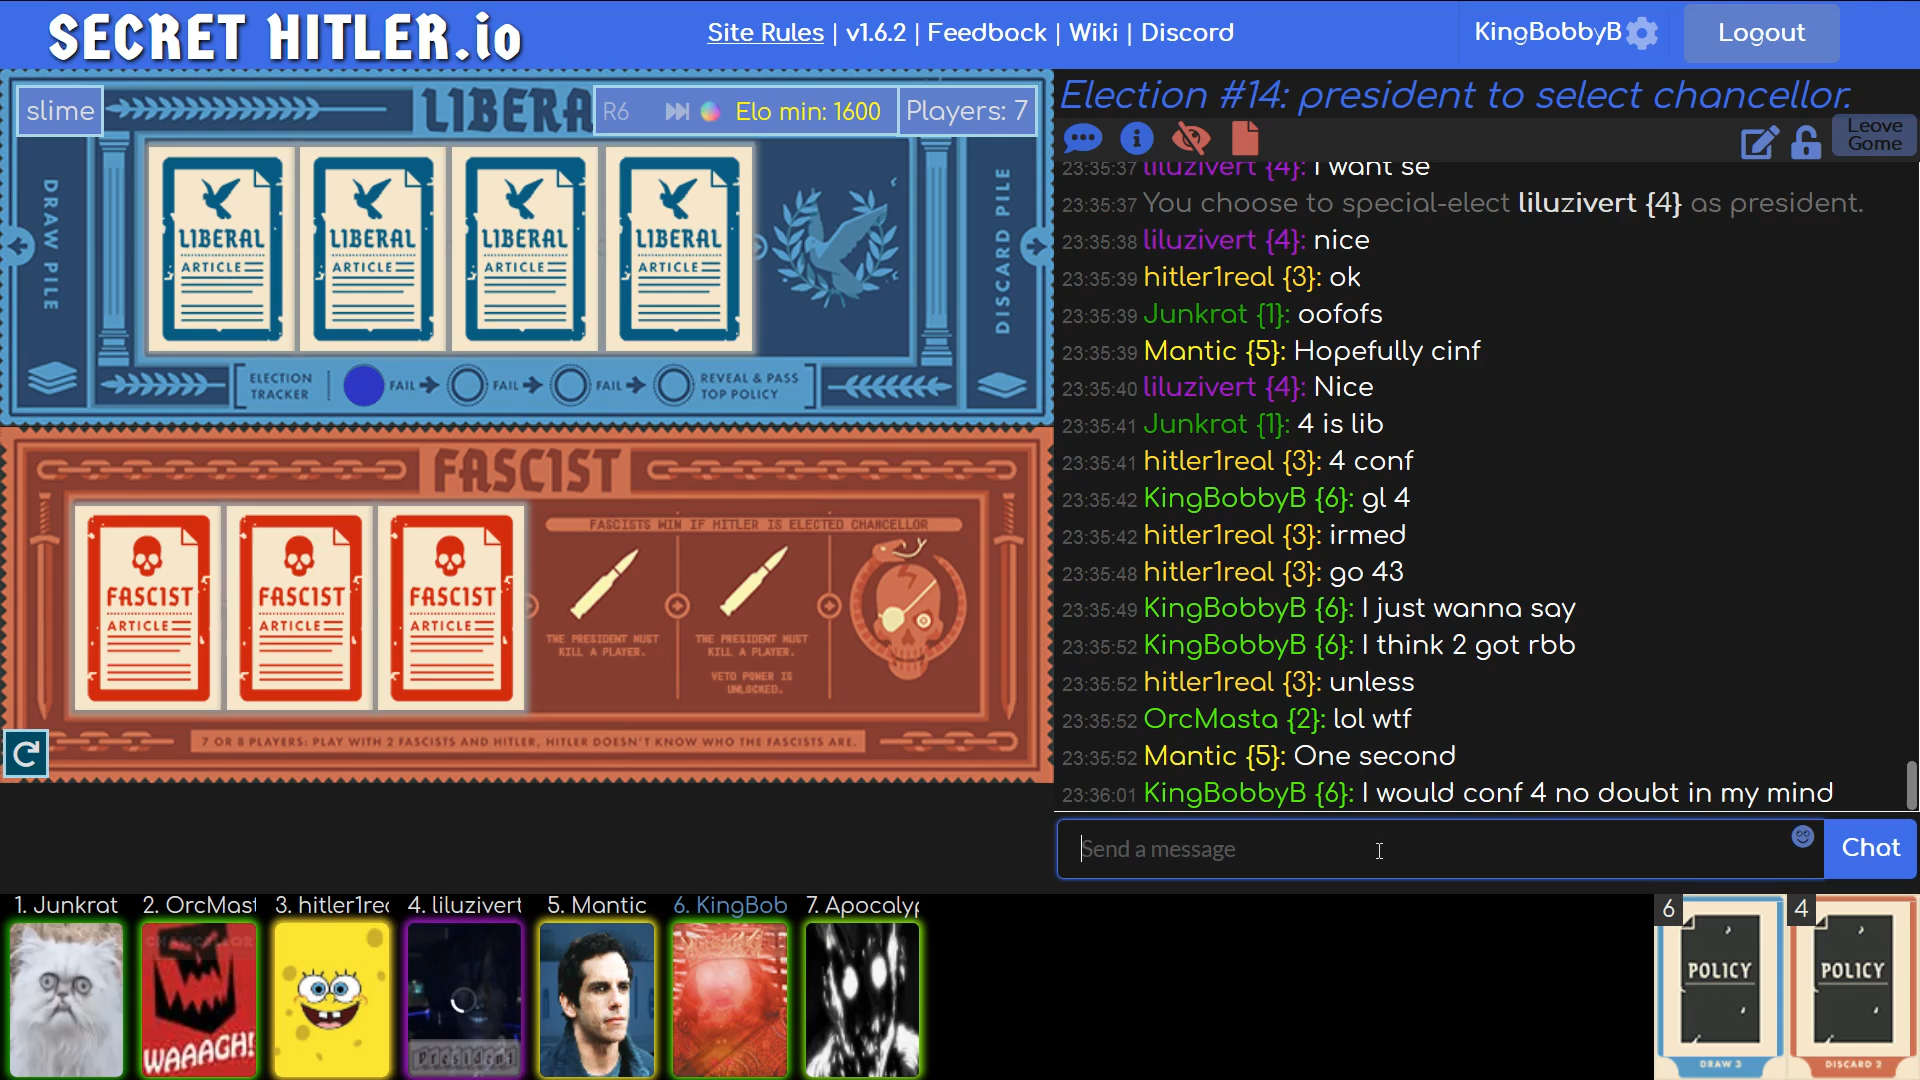 SECRET HITLER.io
Site Rules | v1.6.2 | Feedback | Wiki | Discord
KingBobbyB
Logout
slime
LIBERA
R6
Elo min: 1600
Players: 7
DRAW PILE
LIBERAL
ARTICLE
LIBERAL
ARTICLE
LIBERAL
ARTICLE
LIBERAL
ARTICLE
DISCARD PILE
ELECTION
TRACKER
FAIL
FAIL
FAIL
REVEAL & PASS
TOP POLICY
FASCIST
FASCISTS WIN IF HITLER IS ELECTED CHANCELLOR
FASCIST
ARTICLE
FASCIST
ARTICLE
FASCIST
ARTICLE
THE PRESIDENT MUST
KILL A PLAYER.
THE PRESIDENT MUST
KILL A PLAYER.
VETO POWER IS
UNLOCKED.
7 OR 8 PLAYERS: PLAY WITH 2 FASCISTS AND HITLER. HITLER DOESN'T KNOW WHO THE FASCISTS ARE.
Election #14: president to select chancellor.
Leave
Game
23:35:37 liluzivert {4}: I want se
23:35:37 You choose to special-elect liluzivert {4} as president.
23:35:38 liluzivert {4}: nice
23:35:39 hitler1real {3}: ok
23:35:39 Junkrat {1}: oofofs
23:35:39 Mantic {5}: Hopefully cinf
23:35:40 liluzivert {4}: Nice
23:35:41 Junkrat {1}: 4 is lib
23:35:41 hitler1real {3}: 4 conf
23:35:42 KingBobbyB {6}: gl 4
23:35:42 hitler1real {3}: irmed
23:35:48 hitler1real {3}: go 43
23:35:49 KingBobbyB {6}: I just wanna say
23:35:52 KingBobbyB {6}: I think 2 got rbb
23:35:52 hitler1real {3}: unless
23:35:52 OrcMasta {2}: lol wtf
23:35:52 Mantic {5}: One second
23:36:01 KingBobbyB {6}: I would conf 4 no doubt in my mind
Send a message
Chat
1. Junkrat
2. OrcMast
3. hitler1rec
4. liluzivert
5. Mantic
6. KingBob
7. Apocalyp
CHANCELLOR
WAAAGH!
President
6
POLICY
DRAW 3
4
POLICY
DISCARD 2